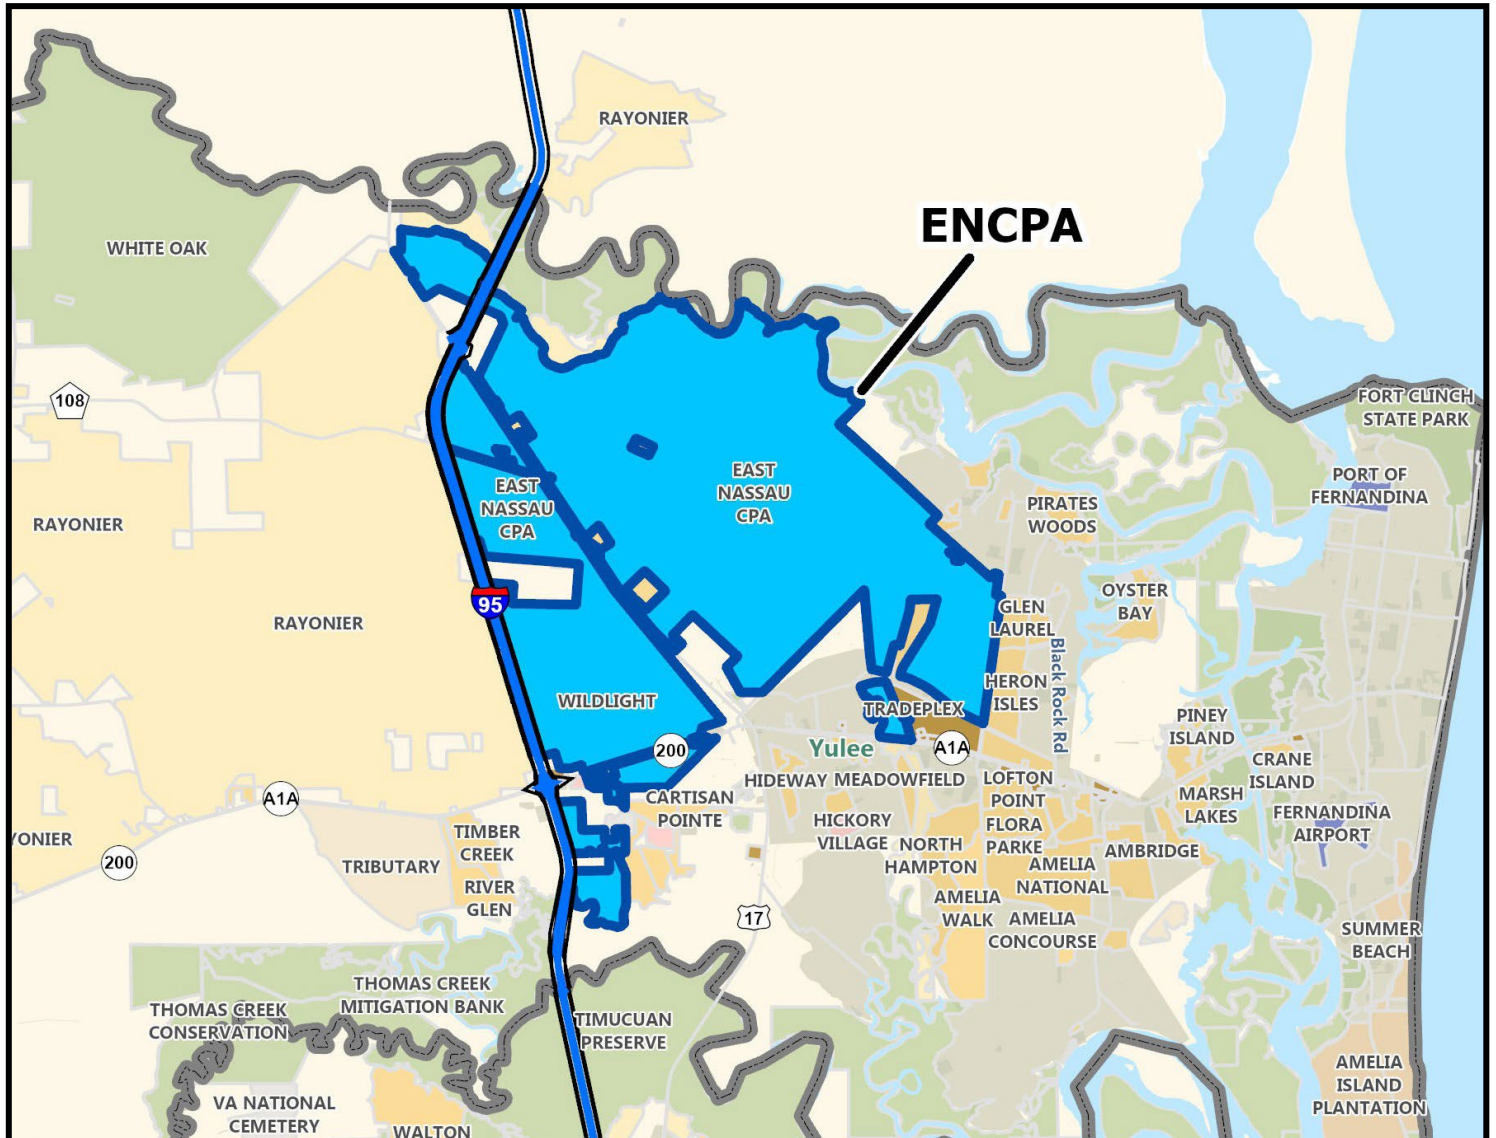 RAYONIER
ENCPA
WHITE OAK
108
FORT CLINCH
STATE PARK
EAST
NASSAU
CPA
EAST
NASSAU
CPA
PORT OF
FERNANDINA
RAYONIER
PIRATES
WOODS
95
OYSTER
BAY
GLEN
LAUREL
RAYONIER
Black Rock Rd
HERON
ISLES
WILDLIGHT
TRADEPLEX
PINEY
ISLAND
200
Yulee
A1A
CRANE
ISLAND
HIDEWAY
MEADOWFIELD
LOFTON
POINT
A1A
CARTISAN
POINTE
MARSH
LAKES
FERNANDINA
AIRPORT
HICKORY
VILLAGE
FLORA
PARKE
YONIER
TIMBER
CREEK
NORTH
HAMPTON
AMBRIDGE
200
TRIBUTARY
AMELIA
NATIONAL
RIVER
GLEN
AMELIA
WALK
17
AMELIA
CONCOURSE
SUMMER
BEACH
THOMAS CREEK
MITIGATION BANK
THOMAS CREEK
CONSERVATION
TIMUCUAN
PRESERVE
AMELIA
ISLAND
PLANTATION
VA NATIONAL
CEMETERY
WALTON